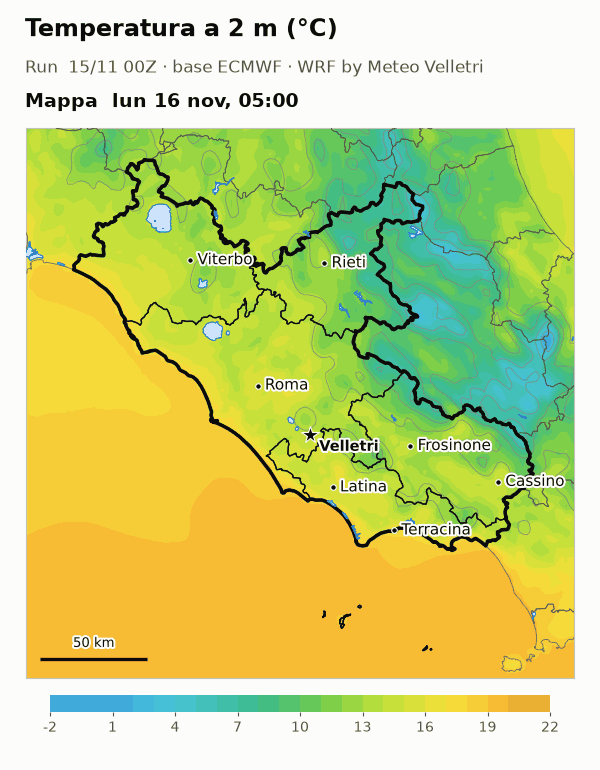 Temperatura a 2 m (°C)
Run  15/11 00Z · base ECMWF · WRF by Meteo Velletri
Mappa  lun 16 nov, 05:00
Viterbo
Rieti
Roma
Velletri
Frosinone
Cassino
Latina
Terracina
50 km
-2 1 4 7 10 13 16 19 22